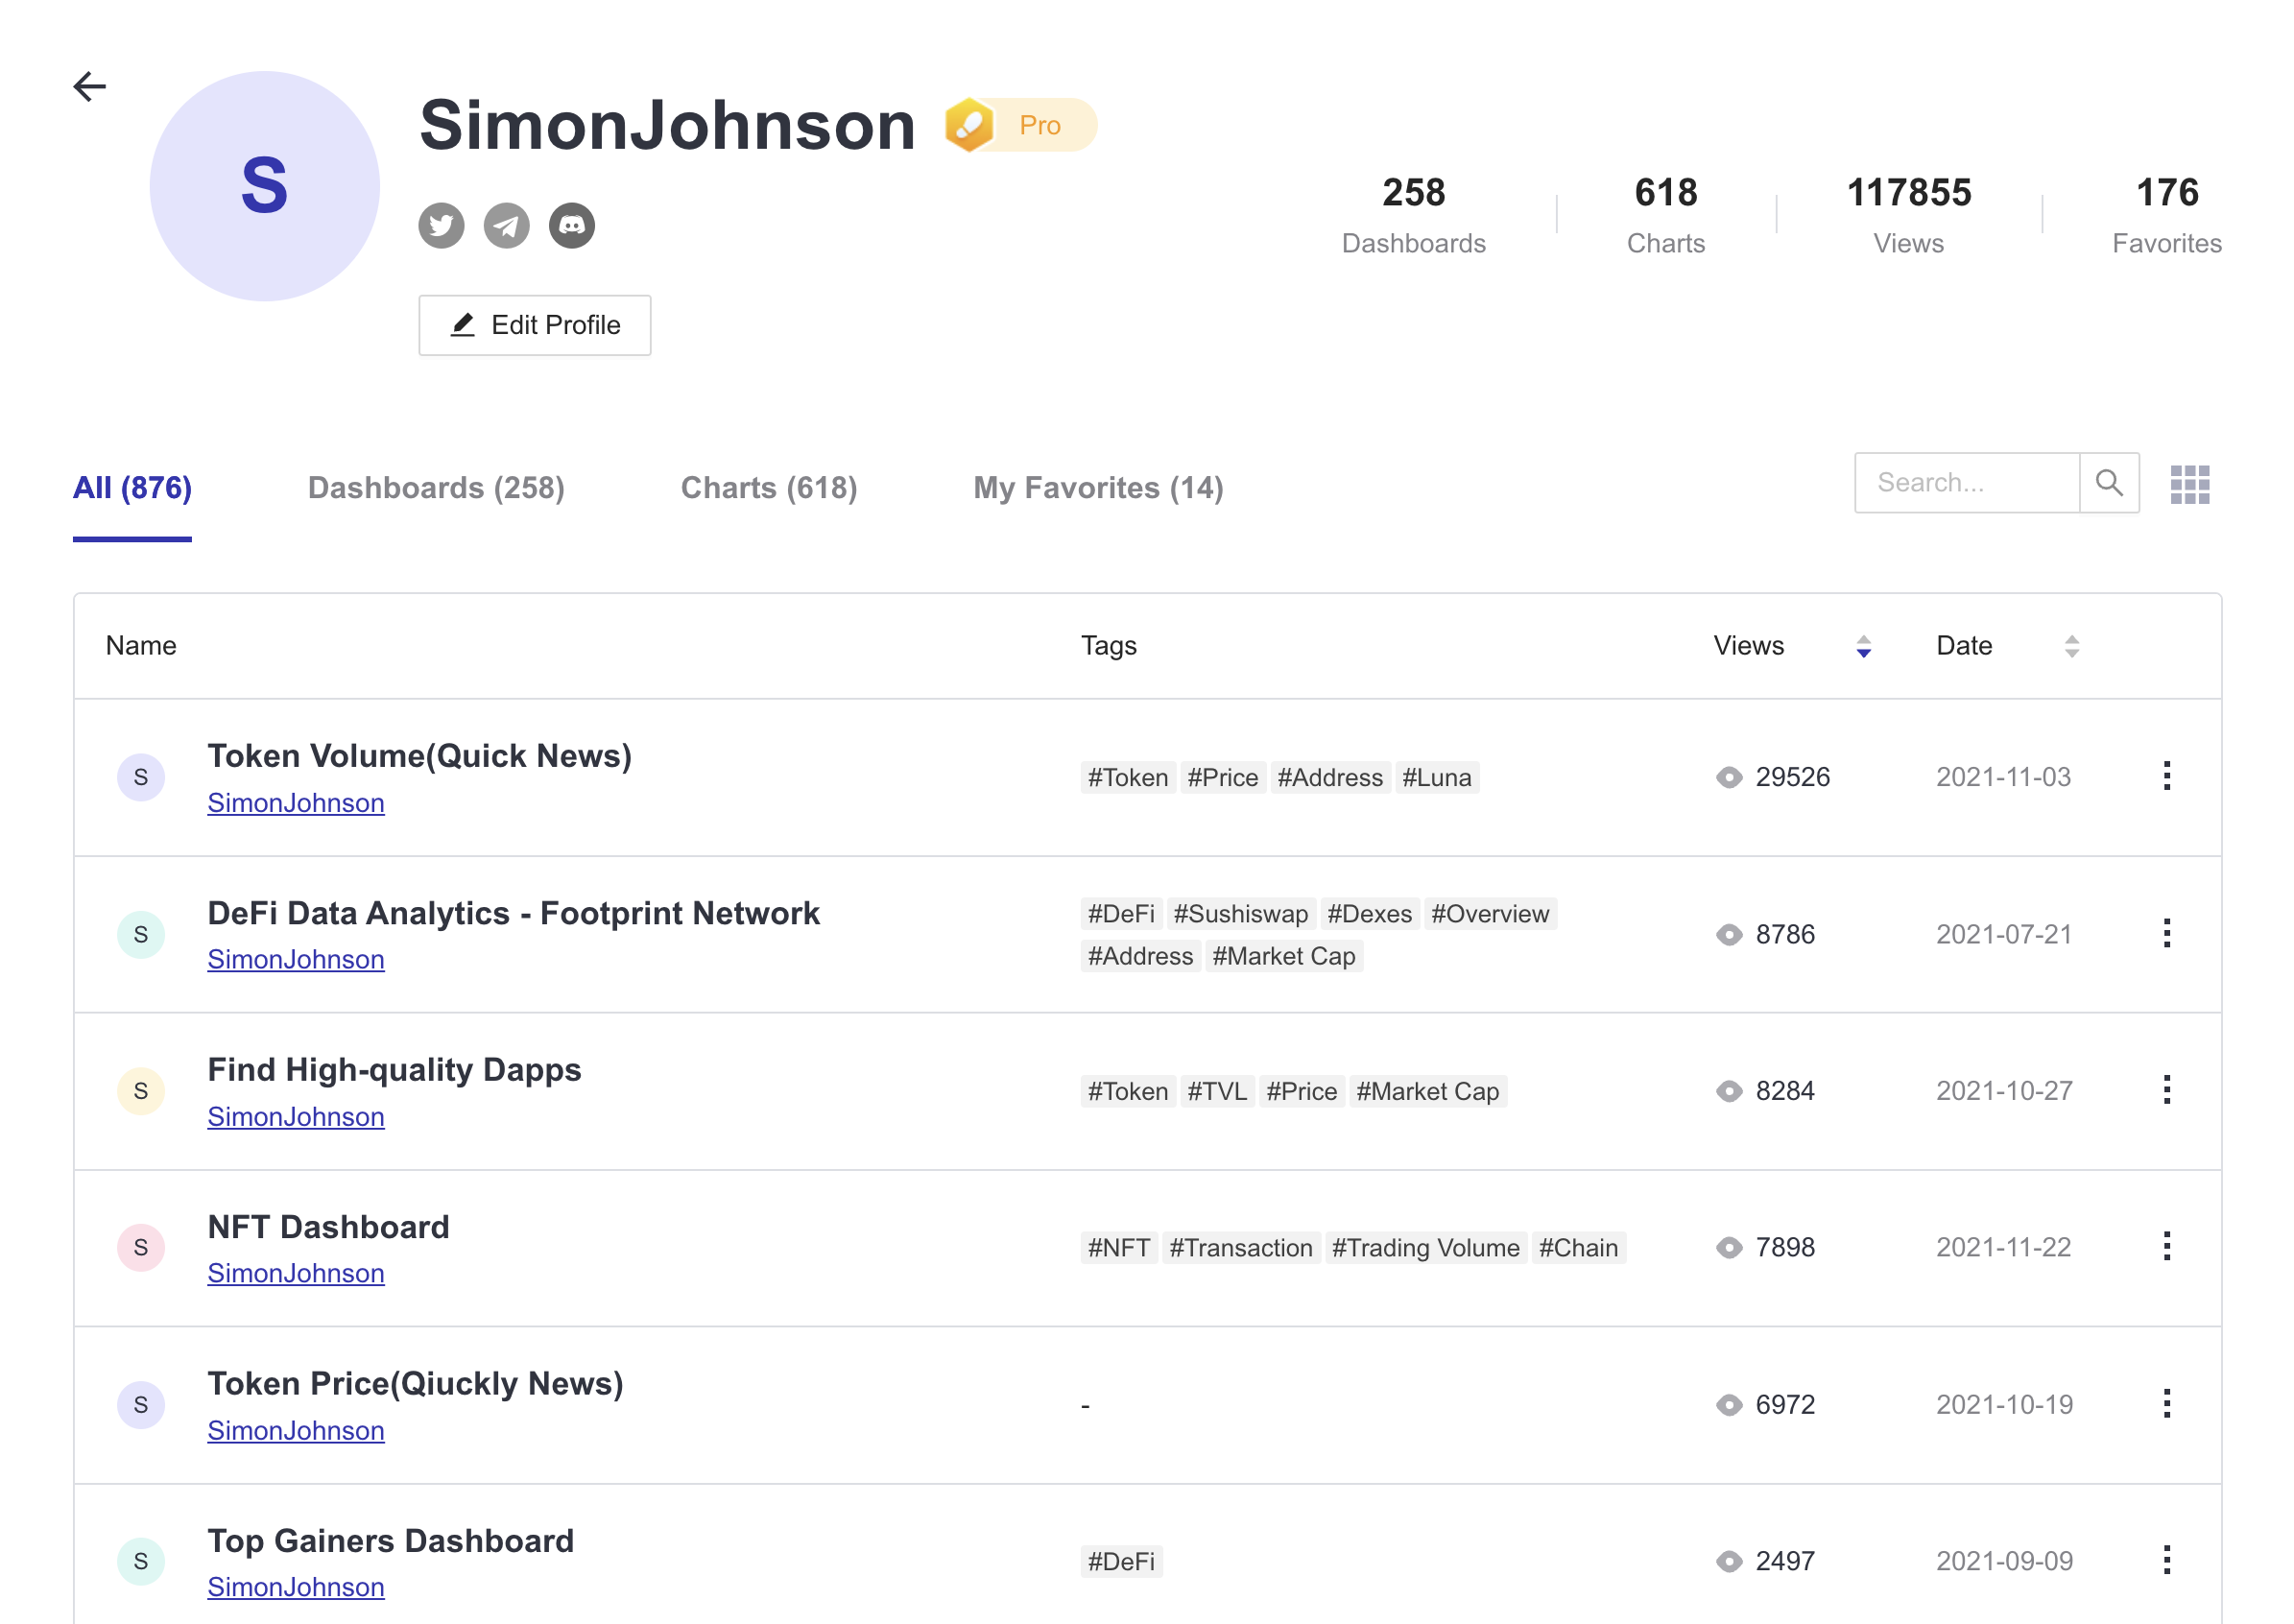 S
SimonJohnson Pro
258 618 117855 176
Dashboards Charts Views Favorites
Edit Profile
All (876) Dashboards (258) Charts (618) My Favorites (14) Search...
Name Tags Views Date
Token Volume(Quick News)
S #Token #Price #Address #Luna 29526 2021-11-03
SimonJohnson
DeFi Data Analytics - Footprint Network #DeFi #Sushiswap #Dexes #Overview
S 8786 2021-07-21
SimonJohnson #Address #Market Cap
Find High-quality Dapps
S #Token #TVL #Price #Market Cap 8284 2021-10-27
SimonJohnson
NFT Dashboard
S #NFT #Transaction #Trading Volume #Chain 7898 2021-11-22
SimonJohnson
Token Price(Qiuckly News)
S - 6972 2021-10-19
SimonJohnson
Top Gainers Dashboard
S #DeFi 2497 2021-09-09
SimonJohnson